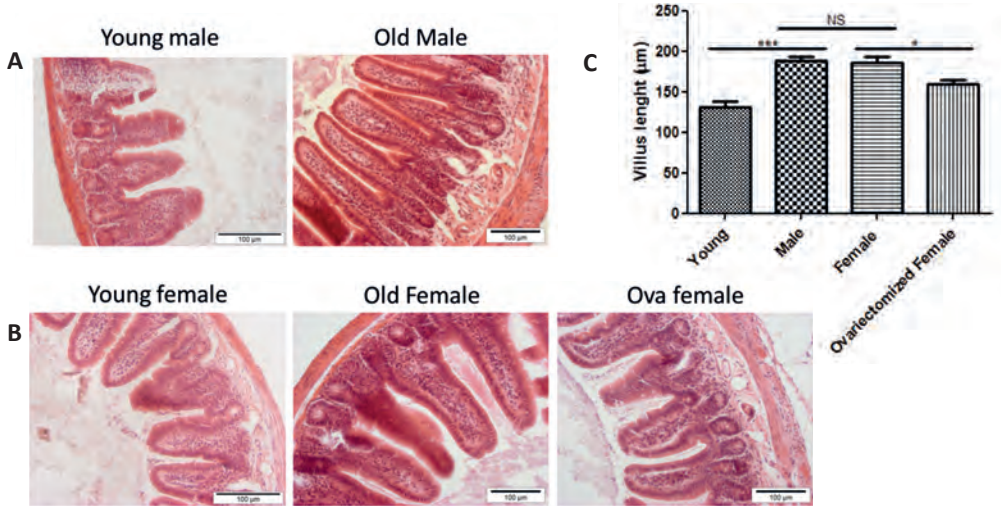 A
Young male
Old Male
100 µm
100 µm
B
Young female
Old Female
Ova female
100 µm
100 µm
100 µm
C
Villus lenght (µm)
250
200
150
100
50
0
NS
***
*
Young
Male
Female
Ovariectomized Female